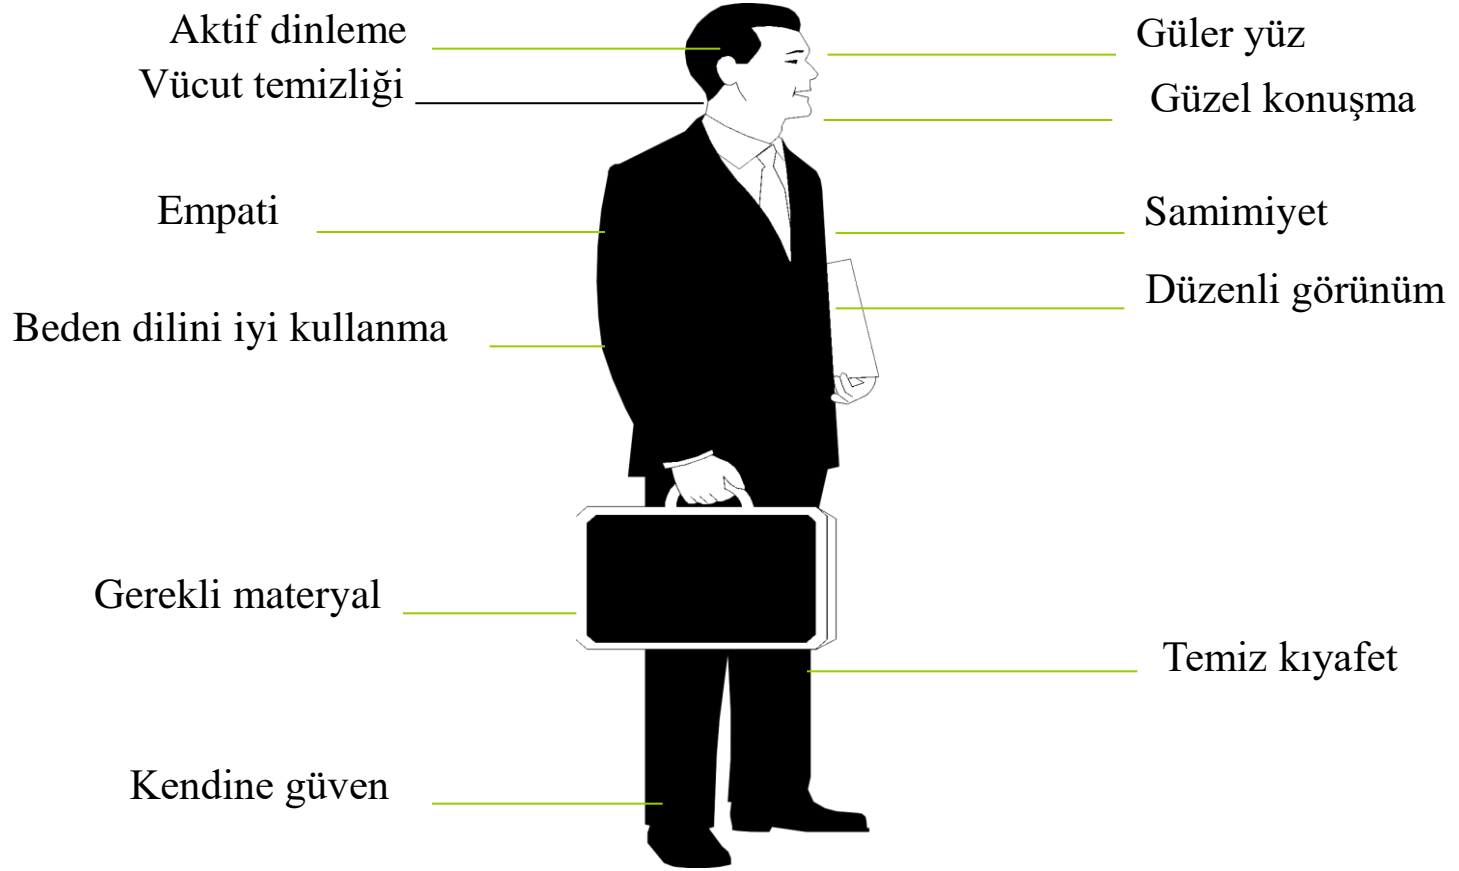 Aktif dinleme
Güler yüz
Vücut temizliği
Güzel konuşma
Empati
Samimiyet
Düzenli görünüm
Beden dilini iyi kullanma
Gerekli materyal
Temiz kıyafet
Kendine güven